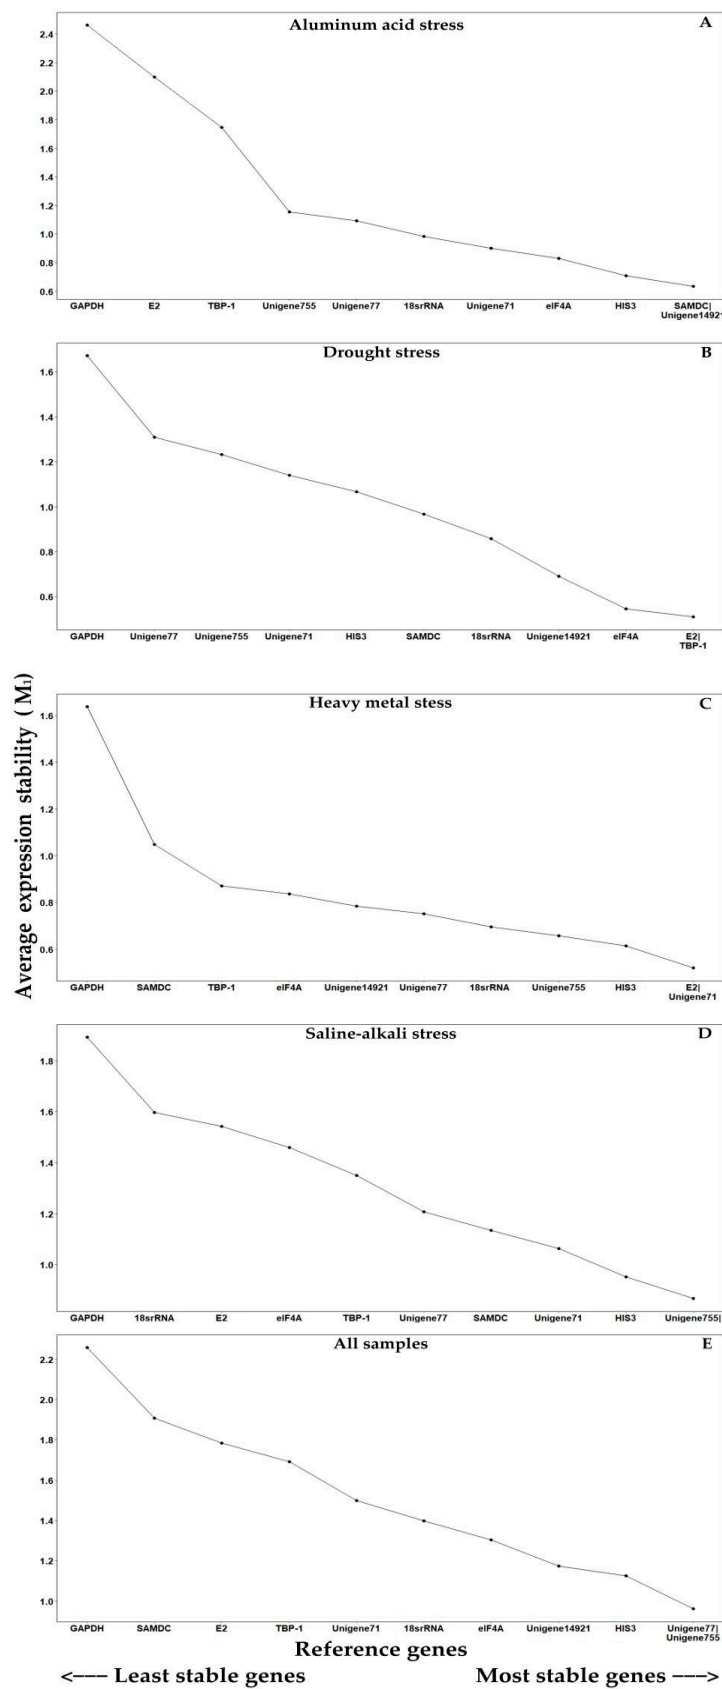 Aluminum acid stress
A
2.4
2.2
2.0
1.8
1.6
1.4
1.2
1.0
0.8
0.6
GAPDH E2 TBP-1 Unigene755 Unigene77 18srRNA Unigene71 eIF4A HIS3 SAMDC|
Unigene14921
Drought stress
B
1.6
1.4
1.2
1.0
0.8
0.6
GAPDH Unigene77 Unigene755 Unigene71 HIS3 SAMDC 18srRNA Unigene14921 eIF4A E2|
TBP-1
Average expression stability ( M₁)
Heavy metal stess
C
1.6
1.4
1.2
1.0
0.8
0.6
GAPDH SAMDC TBP-1 eIF4A Unigene14921 Unigene77 18srRNA Unigene755 HIS3 E2|
Unigene71
Saline-alkali stress
D
1.8
1.6
1.4
1.2
1.0
GAPDH 18srRNA E2 eIF4A TBP-1 Unigene77 SAMDC Unigene71 HIS3 Unigene755|
All samples
E
2.2
2.0
1.8
1.6
1.4
1.2
1.0
GAPDH SAMDC E2 TBP-1 Unigene71 18srRNA eIF4A Unigene14921 HIS3 Unigene77|
Unigene755
Reference genes
<--- Least stable genes Most stable genes --->